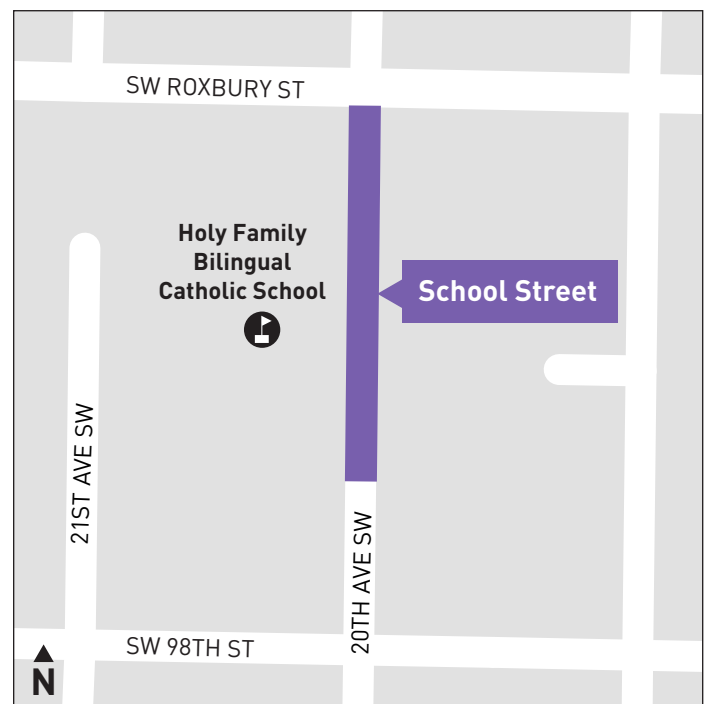 SW ROXBURY ST
Holy Family
Bilingual
Catholic School
School Street
21ST AVE SW
20TH AVE SW
SW 98TH ST
N